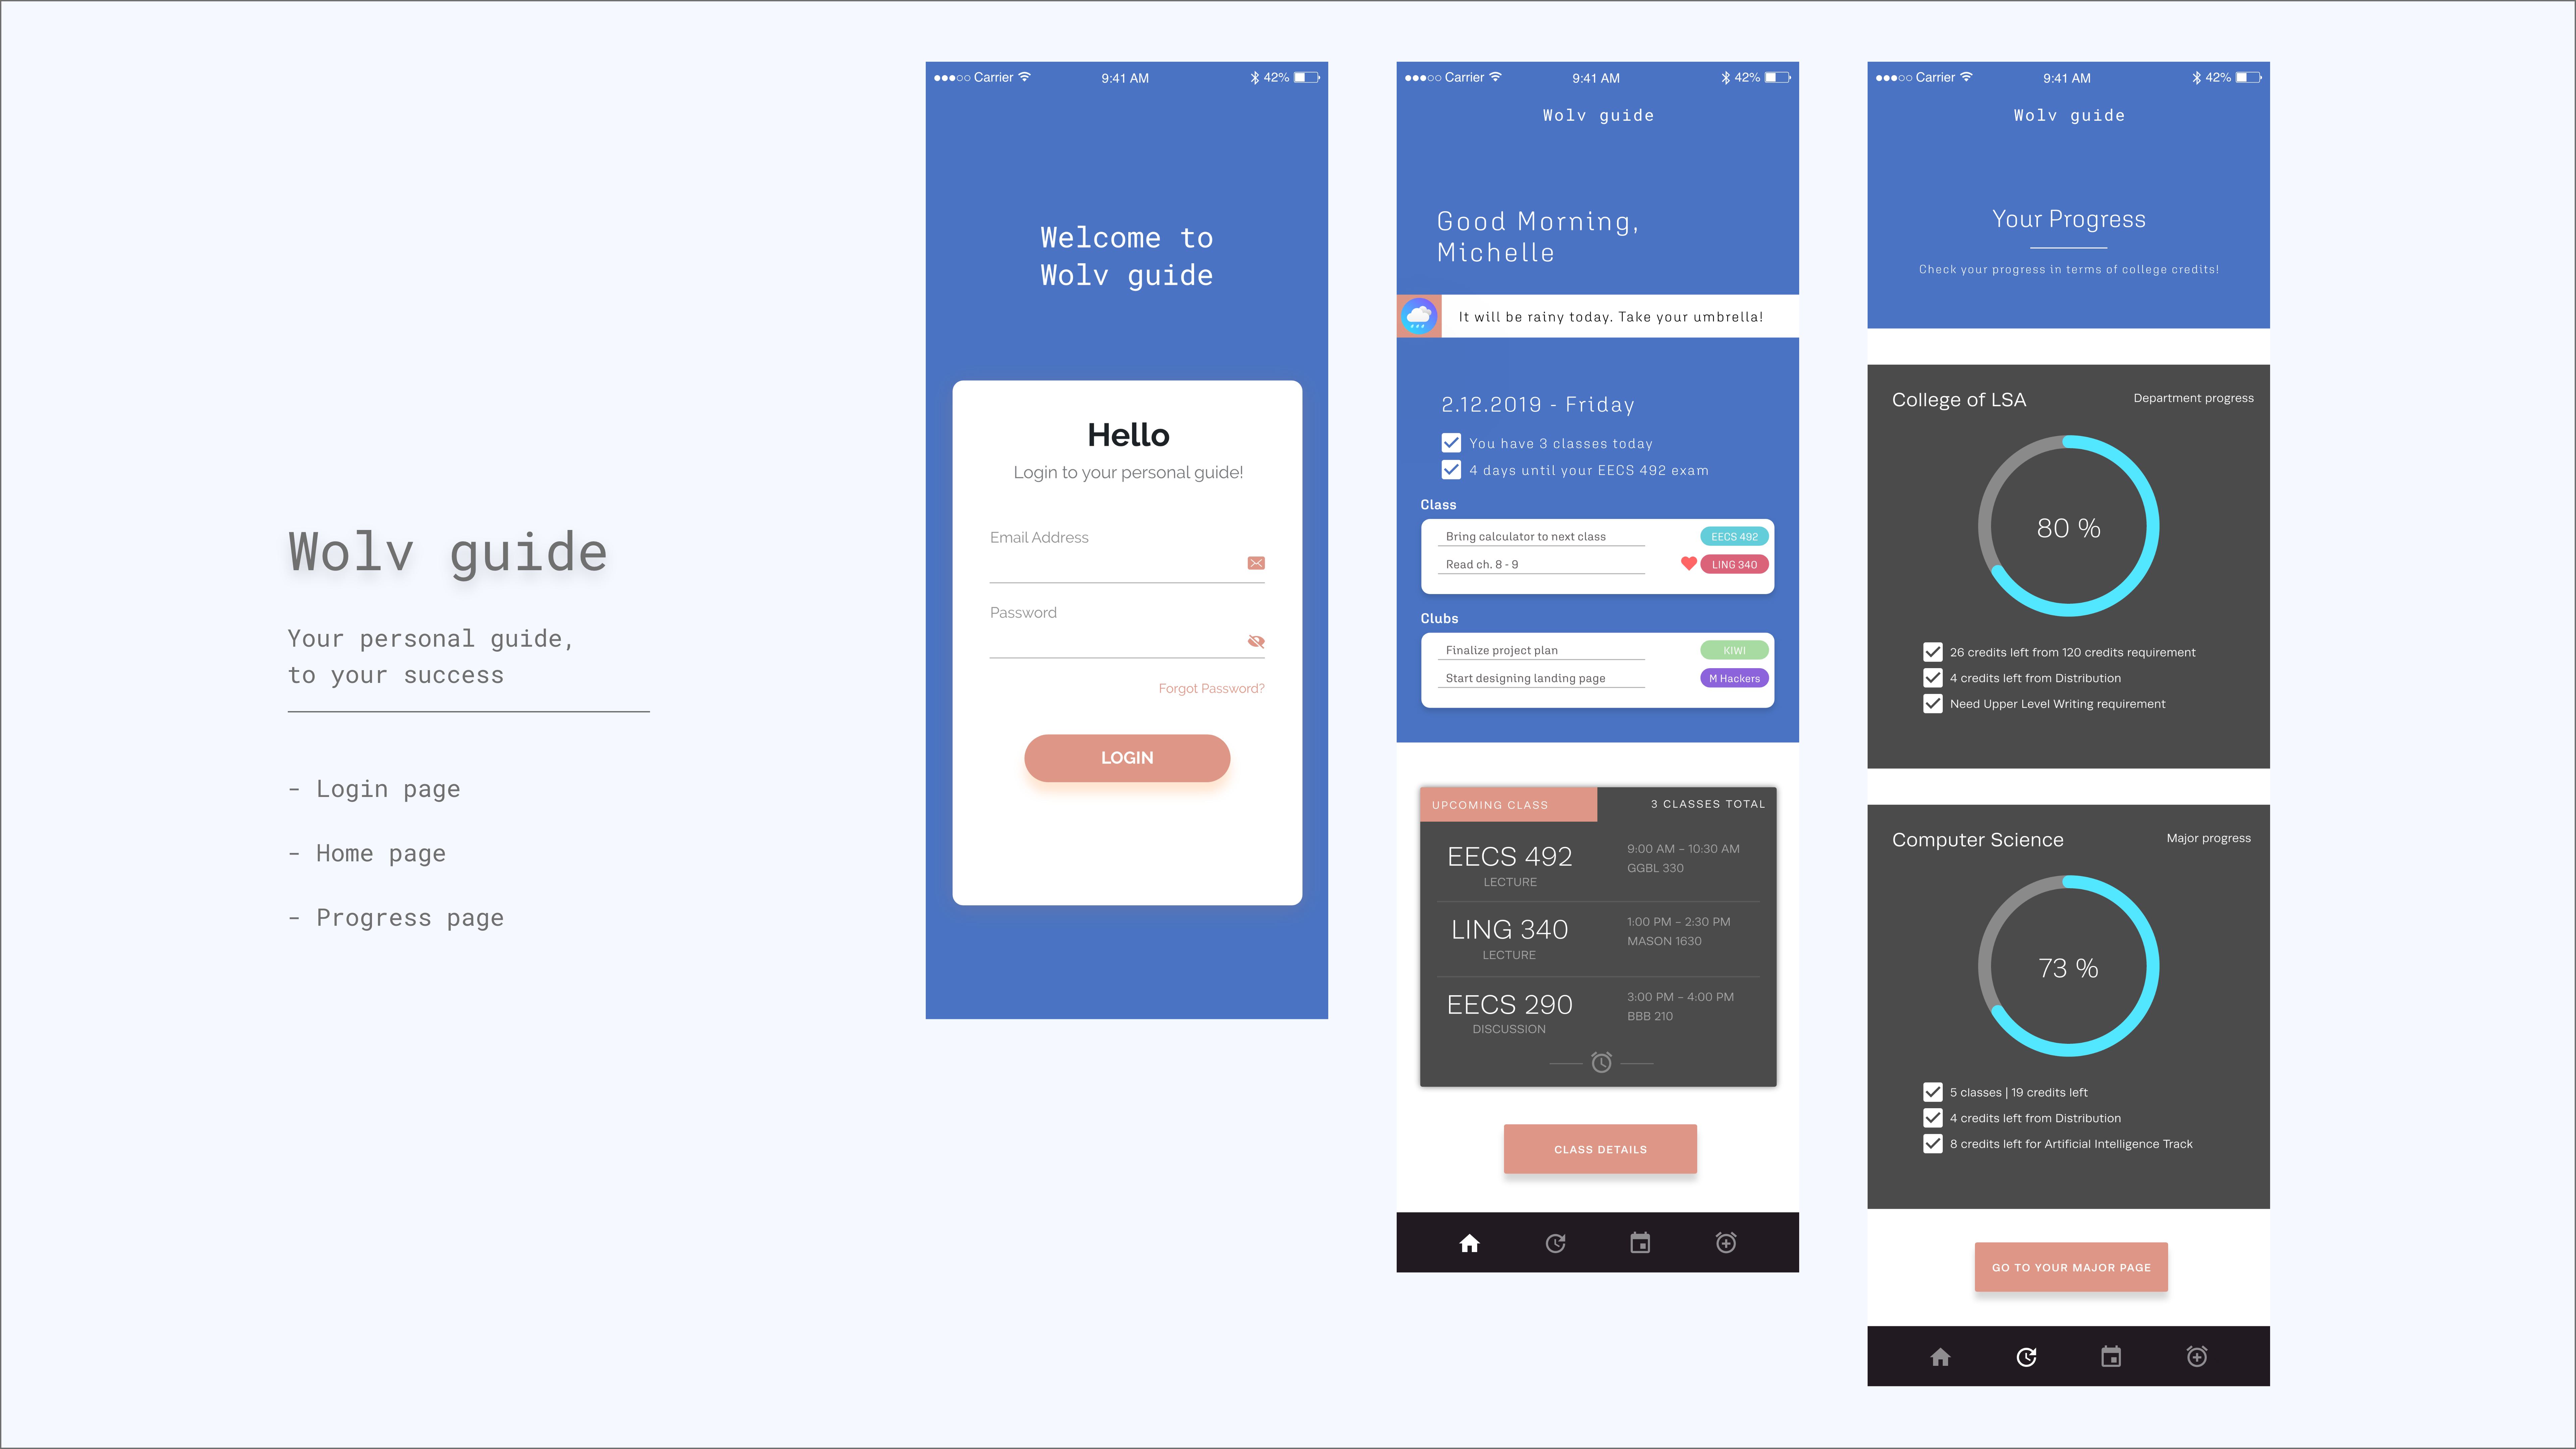 Wolv guide
Your personal guide,
to your success
- Login page
- Home page
- Progress page
Carrier 9:41 AM 42%
Welcome to
Wolv guide
Hello
Login to your personal guide!
Email Address
Password
Forgot Password?
LOGIN
Carrier 9:41 AM 42%
Wolv guide
Good Morning,
Michelle
It will be rainy today. Take your umbrella!
2.12.2019 - Friday
You have 3 classes today
4 days until your EECS 492 exam
Class
Bring calculator to next class EECS 492
Read ch. 8 - 9 LING 340
Clubs
Finalize project plan KIWI
Start designing landing page M Hackers
UPCOMING CLASS 3 CLASSES TOTAL
EECS 492 9:00 AM – 10:30 AM
LECTURE GGBL 330
LING 340 1:00 PM – 2:30 PM
LECTURE MASON 1630
EECS 290 3:00 PM – 4:00 PM
DISCUSSION BBB 210
CLASS DETAILS
Carrier 9:41 AM 42%
Wolv guide
Your Progress
Check your progress in terms of college credits!
College of LSA Department progress
80 %
26 credits left from 120 credits requirement
4 credits left from Distribution
Need Upper Level Writing requirement
Computer Science Major progress
73 %
5 classes | 19 credits left
4 credits left from Distribution
8 credits left for Artificial Intelligence Track
GO TO YOUR MAJOR PAGE